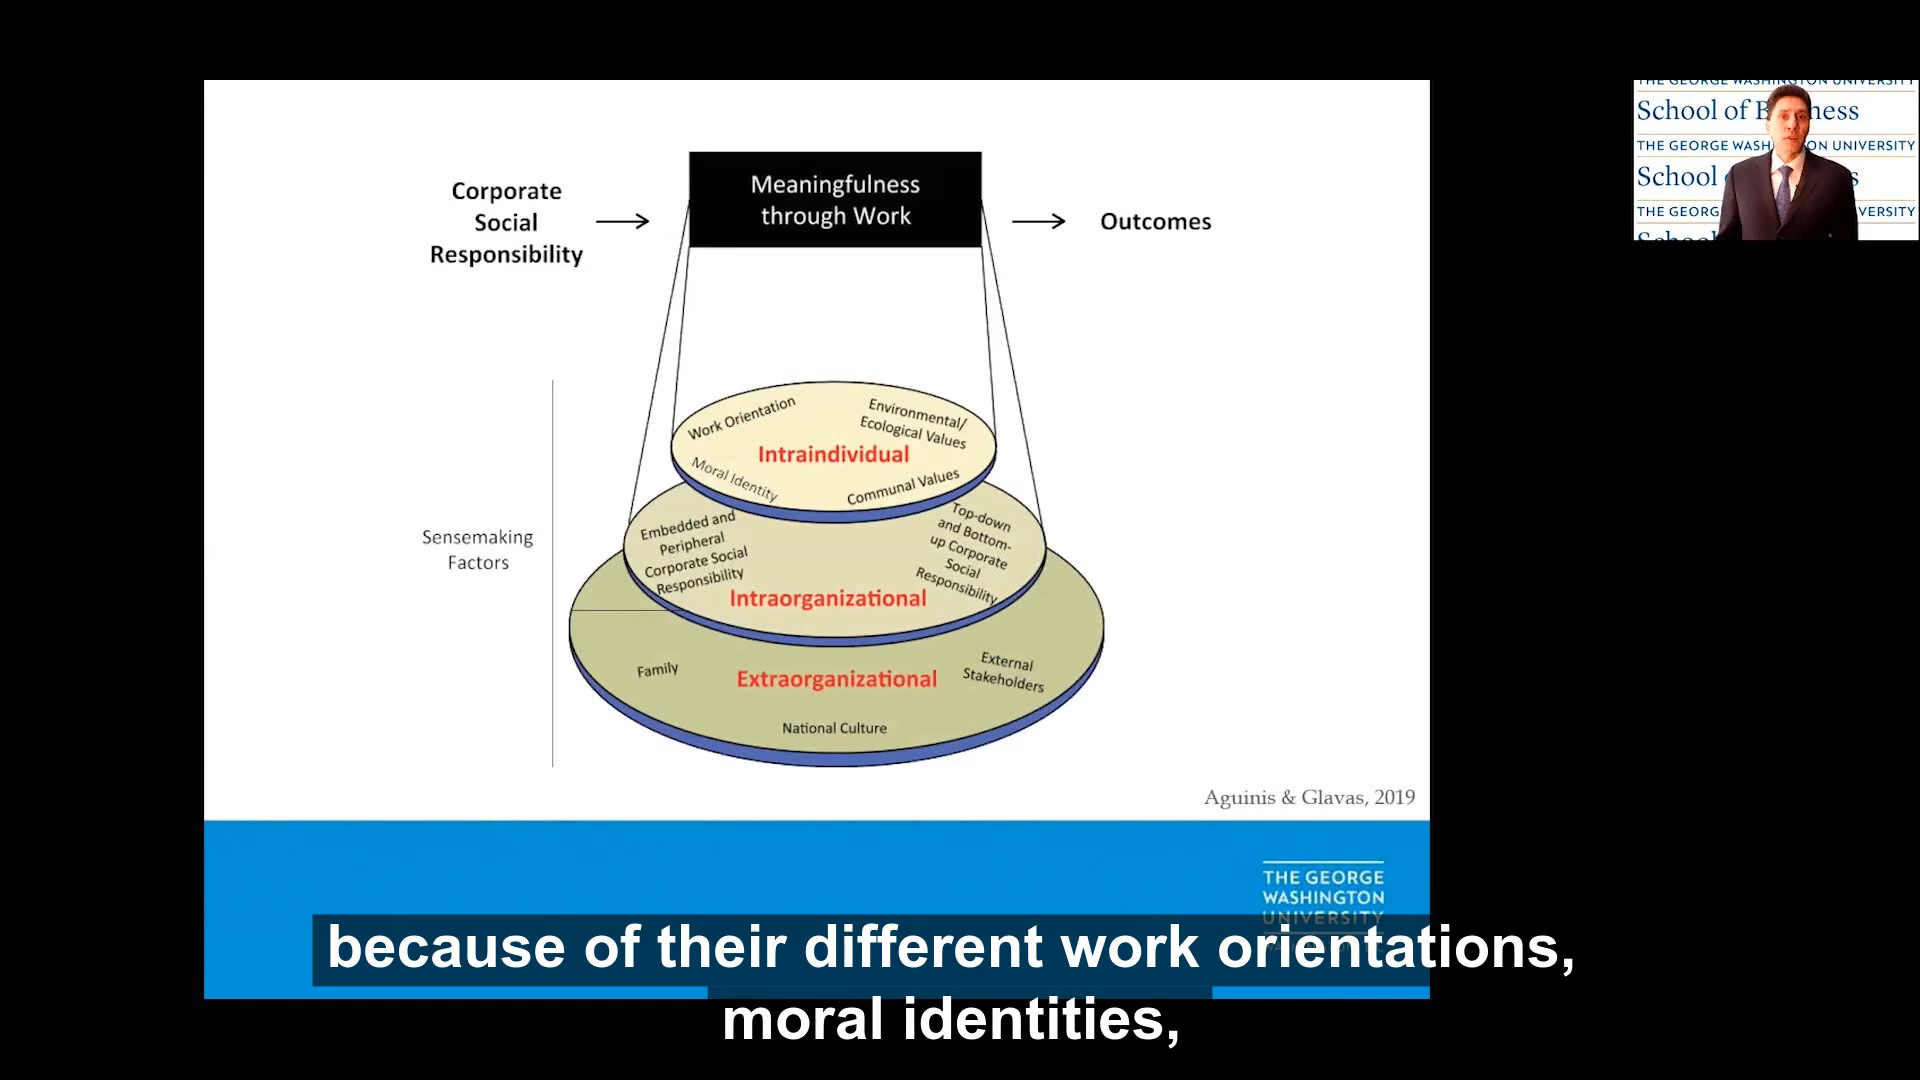 Corporate
Social
Responsibility
Meaningfulness
through Work
Outcomes
Work Orientation
Environmental/
Ecological Values
Intraindividual
Moral Identity
Communal Values
Sensemaking
Factors
Embedded and
Peripheral
Corporate Social
Responsibility
Top-down
and Bottom-
up Corporate
Social
Responsibility
Intraorganizational
Family
Extraorganizational
External
Stakeholders
National Culture
Aguinis & Glavas, 2019
THE GEORGE
WASHINGTON
UNIVERSITY
because of their different work orientations,
moral identities,
THE GEORGE WASHINGTON UNIVERSITY
School of B ness
THE GEORGE WASH ON UNIVERSITY
School s
THE GEORG VERSITY
School